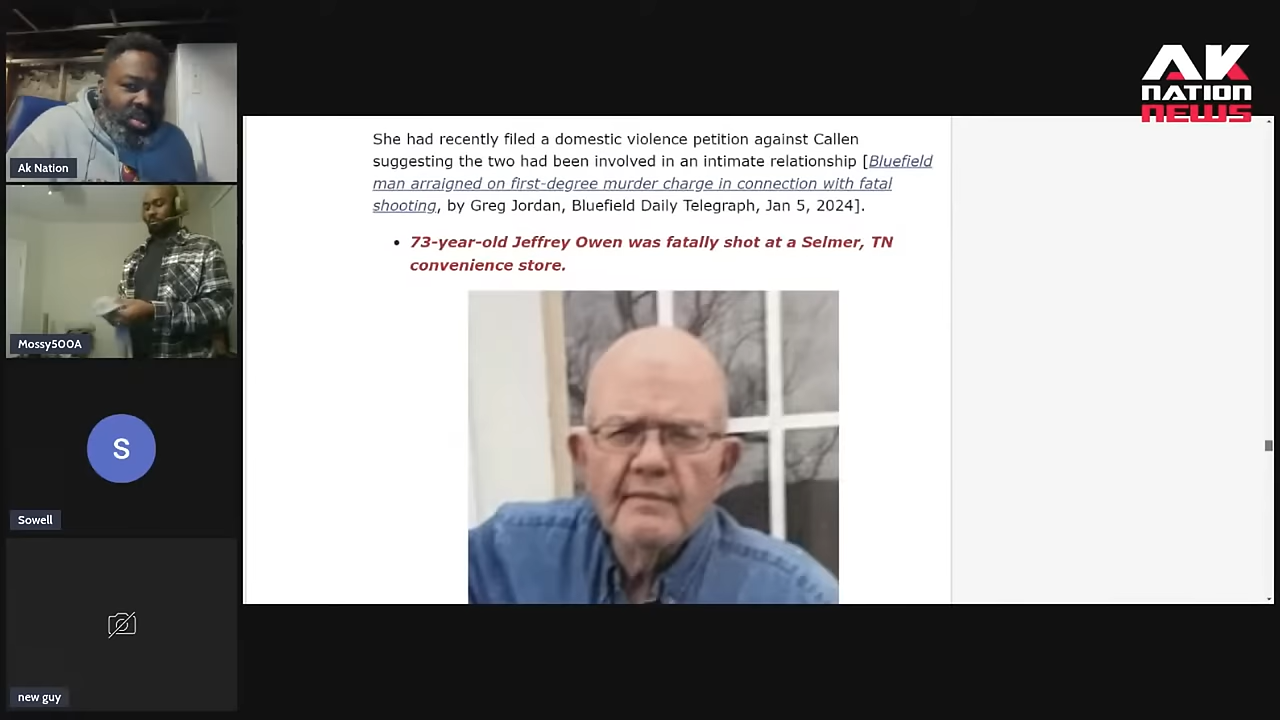 Ak Nation
Mossy500A
S
Sowell
new guy
AK
NATION
NEWS
She had recently filed a domestic violence petition against Callen
suggesting the two had been involved in an intimate relationship [Bluefield
man arraigned on first-degree murder charge in connection with fatal
shooting, by Greg Jordan, Bluefield Daily Telegraph, Jan 5, 2024].
• 73-year-old Jeffrey Owen was fatally shot at a Selmer, TN
convenience store.